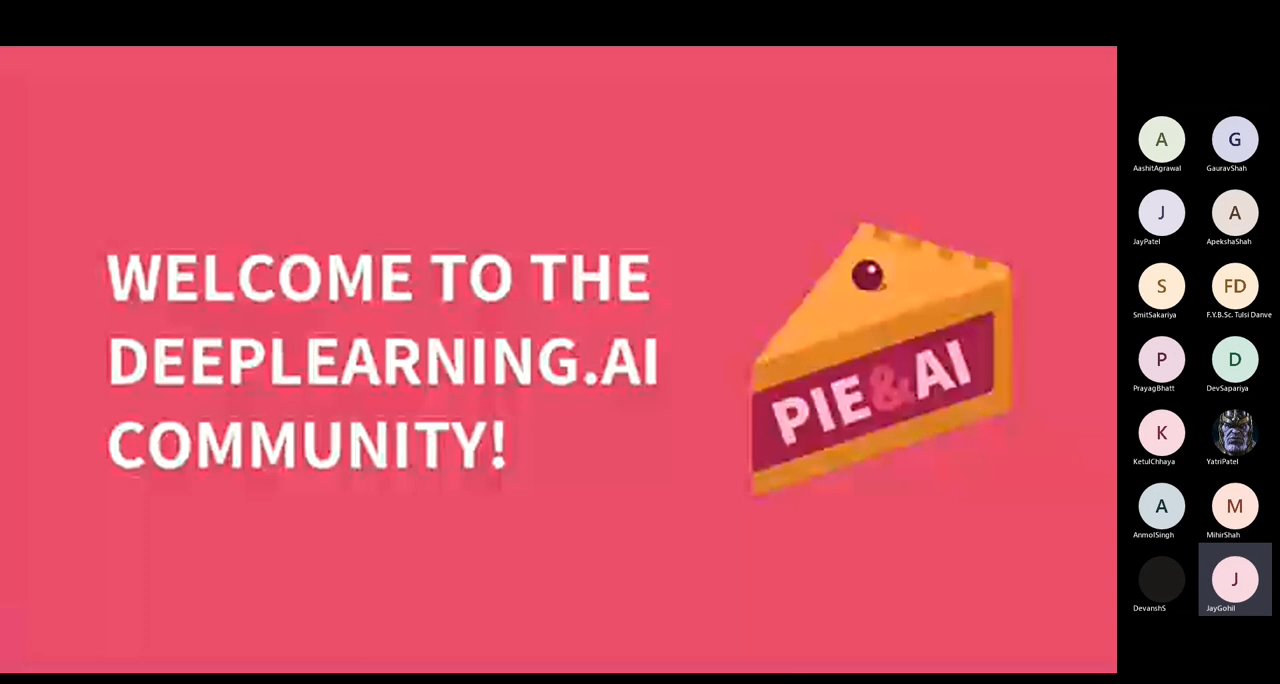 WELCOME TO THE
DEEPLEARNING.AI
COMMUNITY!
PIE&AI
A
G
AashitAgrawal
GauravShah
J
A
JayPatel
ApekshaShah
S
FD
SmitSakariya
F.Y.B.Sc. Tulsi Danve
P
D
PrayagBhatt
DevSapariya
K
KetulChhaya
YatriPatel
A
M
AnmolSingh
MihirShah
J
DevanshS
JayGohil